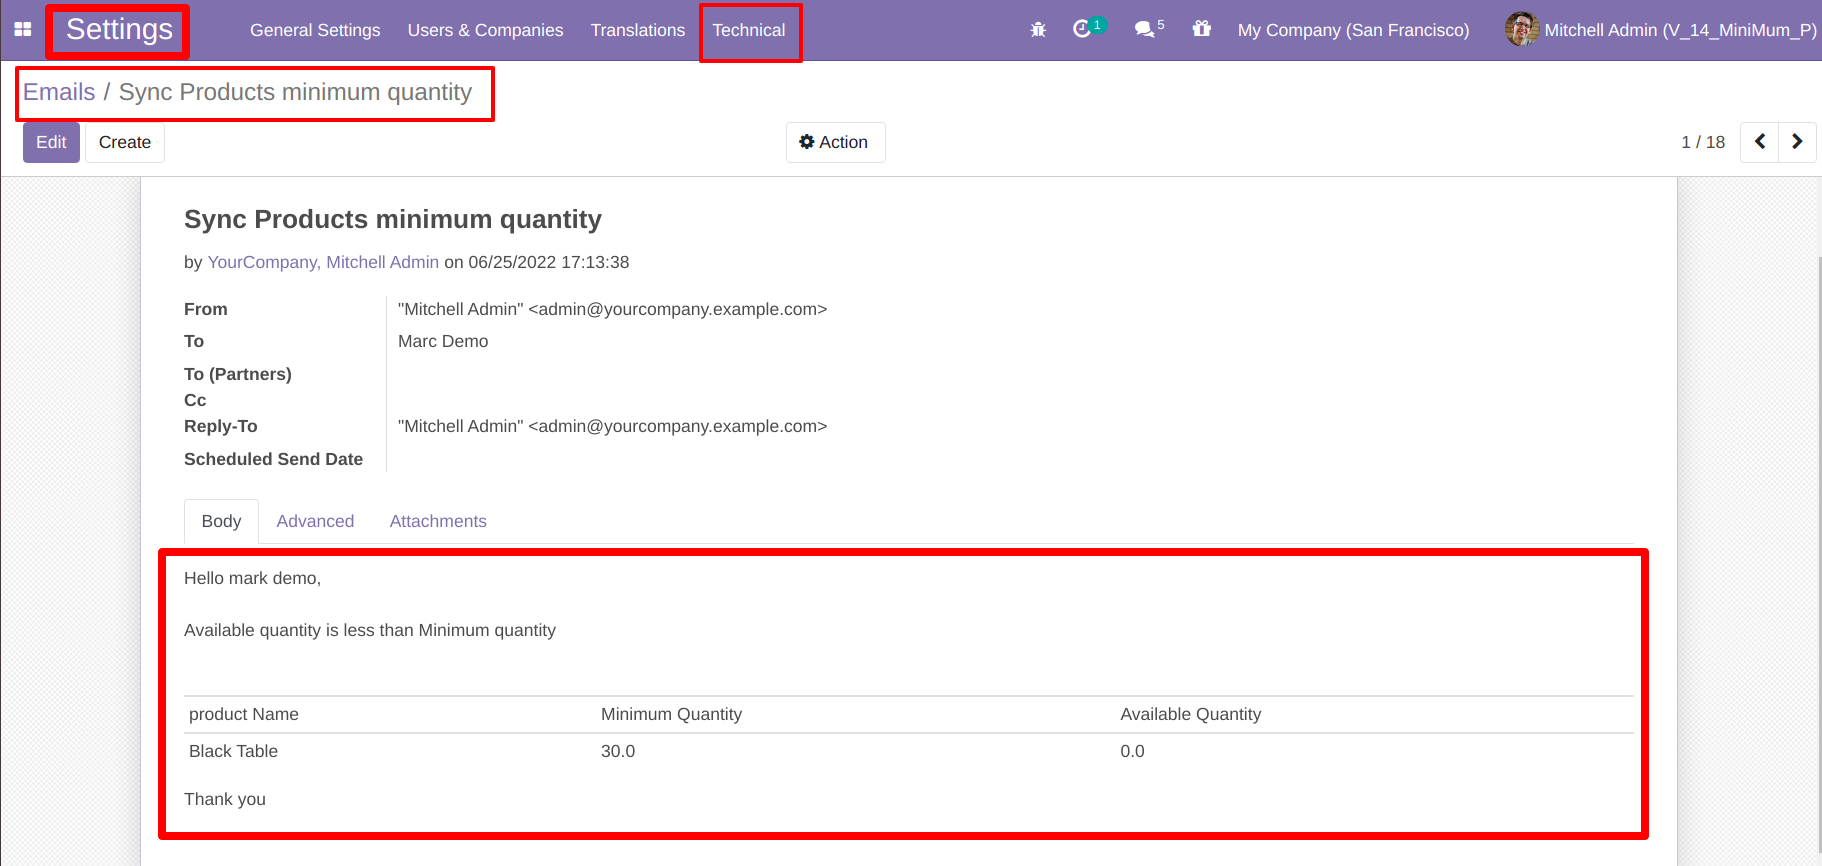 Settings General Settings Users & Companies Translations Technical 1 5 My Company (San Francisco) Mitchell Admin (V_14_MiniMum_P)
Emails / Sync Products minimum quantity
Edit Create Action 1 / 18
Sync Products minimum quantity
by YourCompany, Mitchell Admin on 06/25/2022 17:13:38
From "Mitchell Admin" <admin@yourcompany.example.com>
To Marc Demo
To (Partners)
Cc
Reply-To "Mitchell Admin" <admin@yourcompany.example.com>
Scheduled Send Date
Body Advanced Attachments
Hello mark demo,
Available quantity is less than Minimum quantity
product Name Minimum Quantity Available Quantity
Black Table 30.0 0.0
Thank you